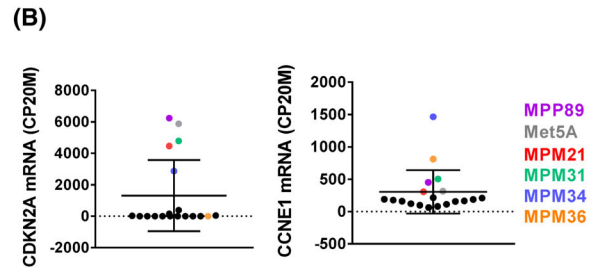 (B)
CDKN2A mRNA (CP20M)
8000
6000
4000
2000
0
-2000
CCNE1 mRNA (CP20M)
2000
1500
1000
500
0
-500
MPP89
Met5A
MPM21
MPM31
MPM34
MPM36